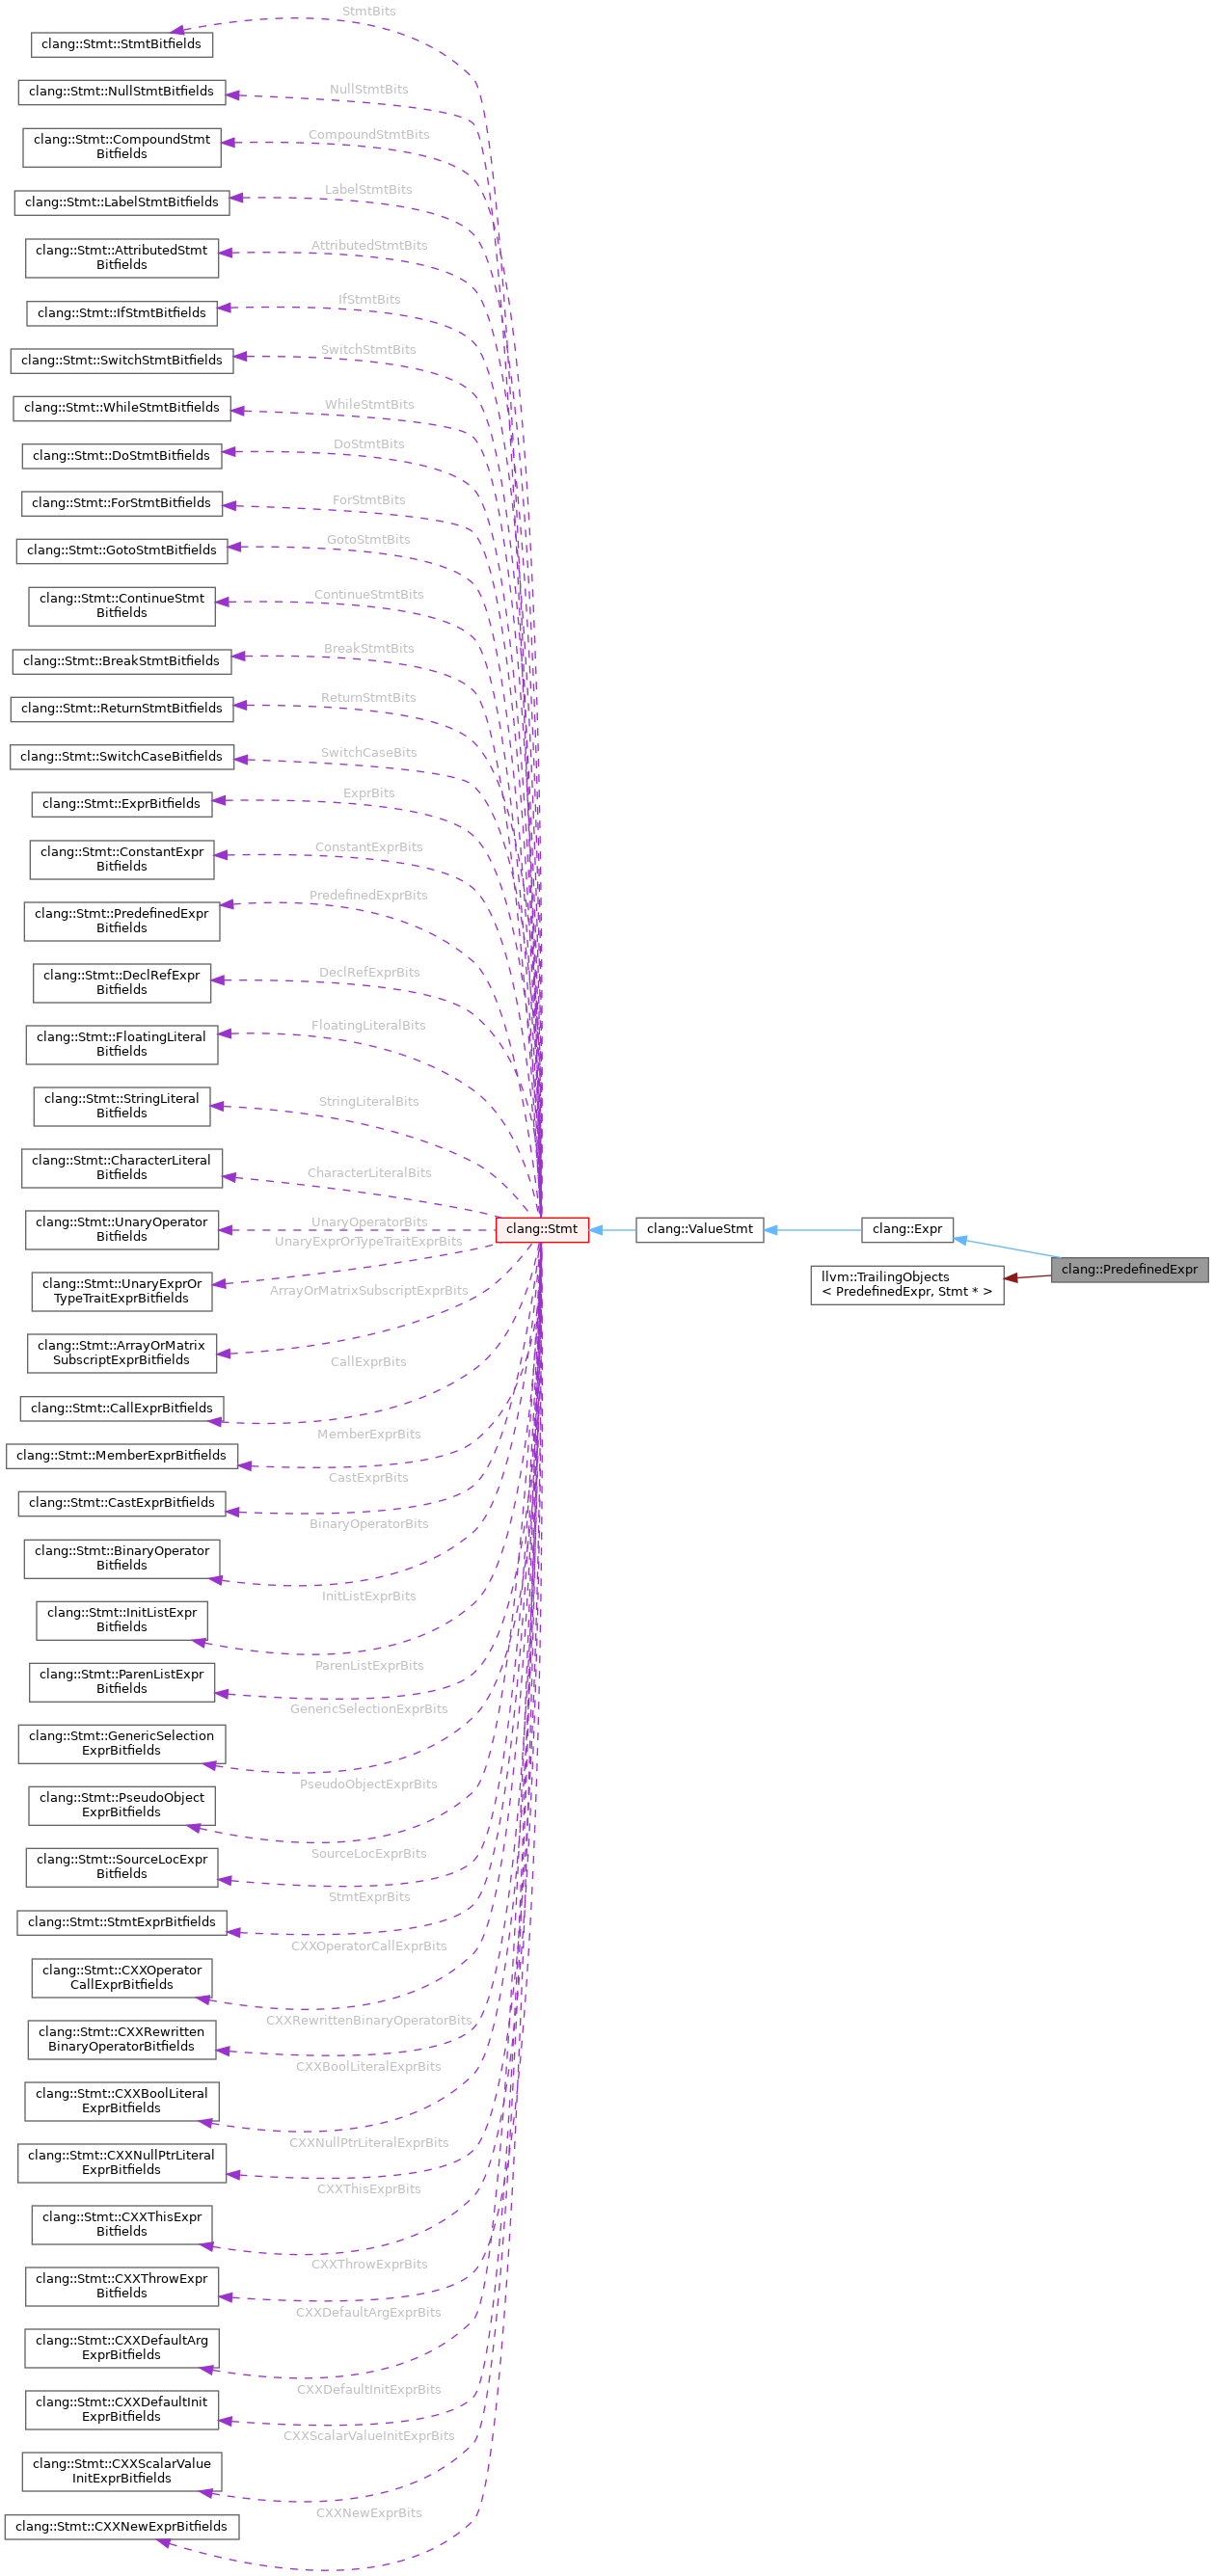 StmtBits
clang::Stmt::StmtBitfields
NullStmtBits
clang::Stmt::NullStmtBitfields
CompoundStmtBits
clang::Stmt::CompoundStmt
Bitfields
LabelStmtBits
clang::Stmt::LabelStmtBitfields
AttributedStmtBits
clang::Stmt::AttributedStmt
Bitfields
IfStmtBits
clang::Stmt::IfStmtBitfields
SwitchStmtBits
clang::Stmt::SwitchStmtBitfields
WhileStmtBits
clang::Stmt::WhileStmtBitfields
DoStmtBits
clang::Stmt::DoStmtBitfields
ForStmtBits
clang::Stmt::ForStmtBitfields
GotoStmtBits
clang::Stmt::GotoStmtBitfields
ContinueStmtBits
clang::Stmt::ContinueStmt
Bitfields
BreakStmtBits
clang::Stmt::BreakStmtBitfields
ReturnStmtBits
clang::Stmt::ReturnStmtBitfields
SwitchCaseBits
clang::Stmt::SwitchCaseBitfields
ExprBits
clang::Stmt::ExprBitfields
ConstantExprBits
clang::Stmt::ConstantExpr
Bitfields
PredefinedExprBits
clang::Stmt::PredefinedExpr
Bitfields
DeclRefExprBits
clang::Stmt::DeclRefExpr
Bitfields
FloatingLiteralBits
clang::Stmt::FloatingLiteral
Bitfields
StringLiteralBits
clang::Stmt::StringLiteral
Bitfields
CharacterLiteralBits
clang::Stmt::CharacterLiteral
Bitfields
UnaryOperatorBits
clang::Stmt::UnaryOperator
Bitfields
clang::Stmt
clang::ValueStmt
clang::Expr
clang::PredefinedExpr
llvm::TrailingObjects
< PredefinedExpr, Stmt * >
UnaryExprOrTypeTraitExprBits
clang::Stmt::UnaryExprOr
TypeTraitExprBitfields
ArrayOrMatrixSubscriptExprBits
clang::Stmt::ArrayOrMatrix
SubscriptExprBitfields
CallExprBits
clang::Stmt::CallExprBitfields
MemberExprBits
clang::Stmt::MemberExprBitfields
CastExprBits
clang::Stmt::CastExprBitfields
BinaryOperatorBits
clang::Stmt::BinaryOperator
Bitfields
InitListExprBits
clang::Stmt::InitListExpr
Bitfields
ParenListExprBits
clang::Stmt::ParenListExpr
Bitfields
GenericSelectionExprBits
clang::Stmt::GenericSelection
ExprBitfields
PseudoObjectExprBits
clang::Stmt::PseudoObject
ExprBitfields
SourceLocExprBits
clang::Stmt::SourceLocExpr
Bitfields
StmtExprBits
clang::Stmt::StmtExprBitfields
CXXOperatorCallExprBits
clang::Stmt::CXXOperator
CallExprBitfields
CXXRewrittenBinaryOperatorBits
clang::Stmt::CXXRewritten
BinaryOperatorBitfields
CXXBoolLiteralExprBits
clang::Stmt::CXXBoolLiteral
ExprBitfields
CXXNullPtrLiteralExprBits
clang::Stmt::CXXNullPtrLiteral
ExprBitfields
CXXThisExprBits
clang::Stmt::CXXThisExpr
Bitfields
CXXThrowExprBits
clang::Stmt::CXXThrowExpr
Bitfields
CXXDefaultArgExprBits
clang::Stmt::CXXDefaultArg
ExprBitfields
CXXDefaultInitExprBits
clang::Stmt::CXXDefaultInit
ExprBitfields
CXXScalarValueInitExprBits
clang::Stmt::CXXScalarValue
InitExprBitfields
CXXNewExprBits
clang::Stmt::CXXNewExprBitfields